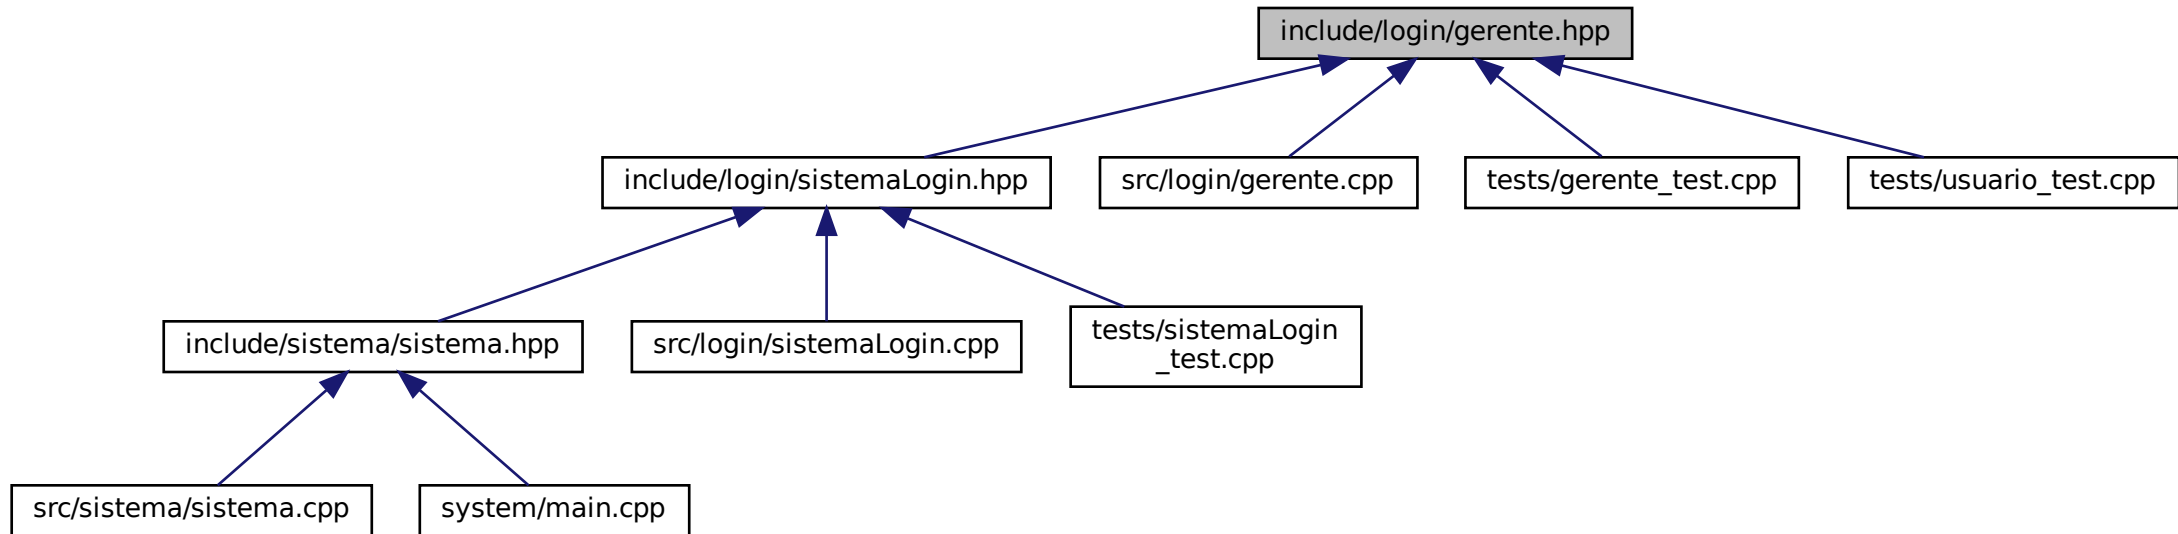 include/login/gerente.hpp
include/login/sistemaLogin.hpp
src/login/gerente.cpp
tests/gerente_test.cpp
tests/usuario_test.cpp
include/sistema/sistema.hpp
src/login/sistemaLogin.cpp
tests/sistemaLogin
_test.cpp
src/sistema/sistema.cpp
system/main.cpp